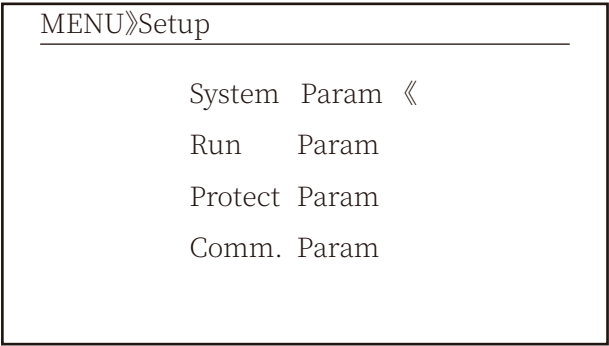 MENU》Setup
System Param 《
Run Param
Protect Param
Comm. Param